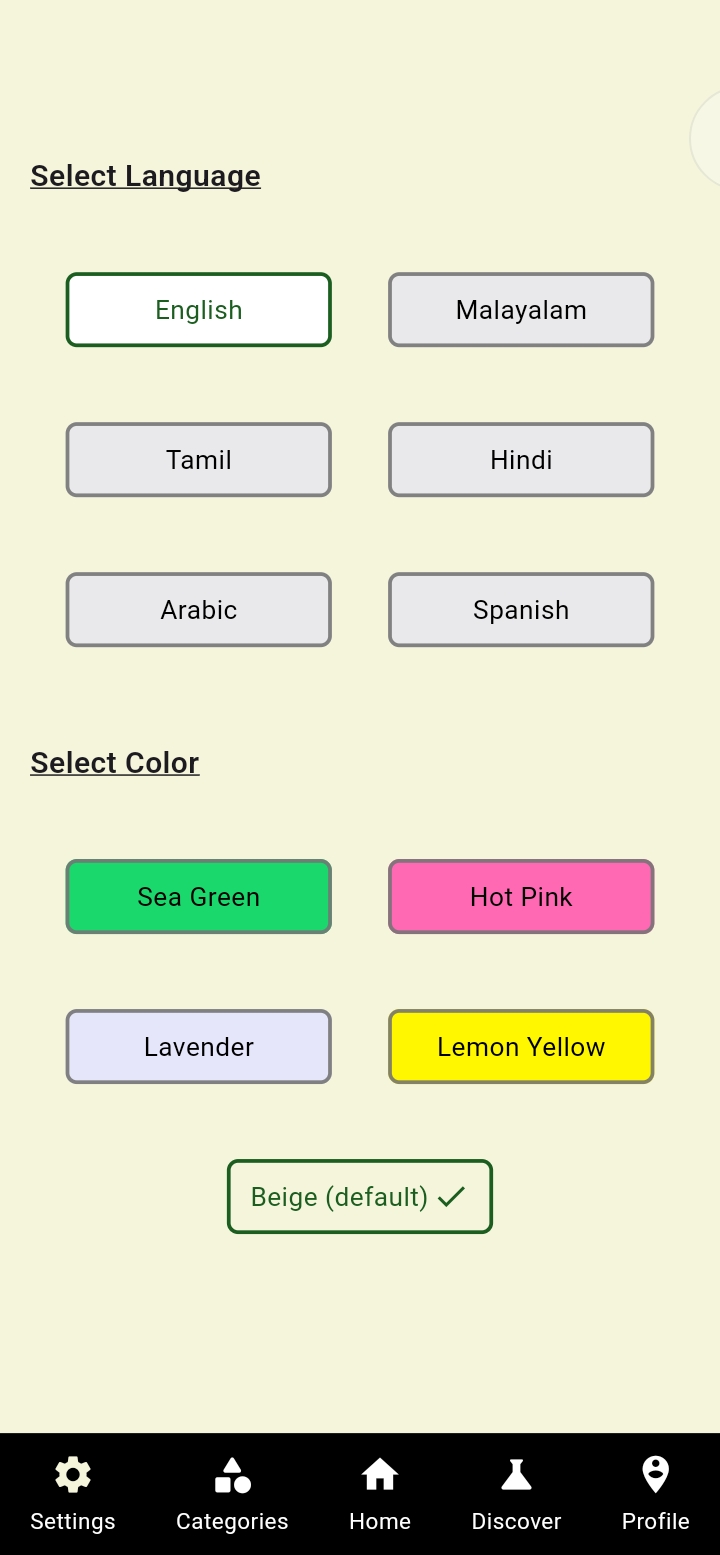 Select Language
English
Malayalam
Tamil
Hindi
Arabic
Spanish
Select Color
Sea Green
Hot Pink
Lavender
Lemon Yellow
Beige (default)
Settings
Categories
Home
Discover
Profile